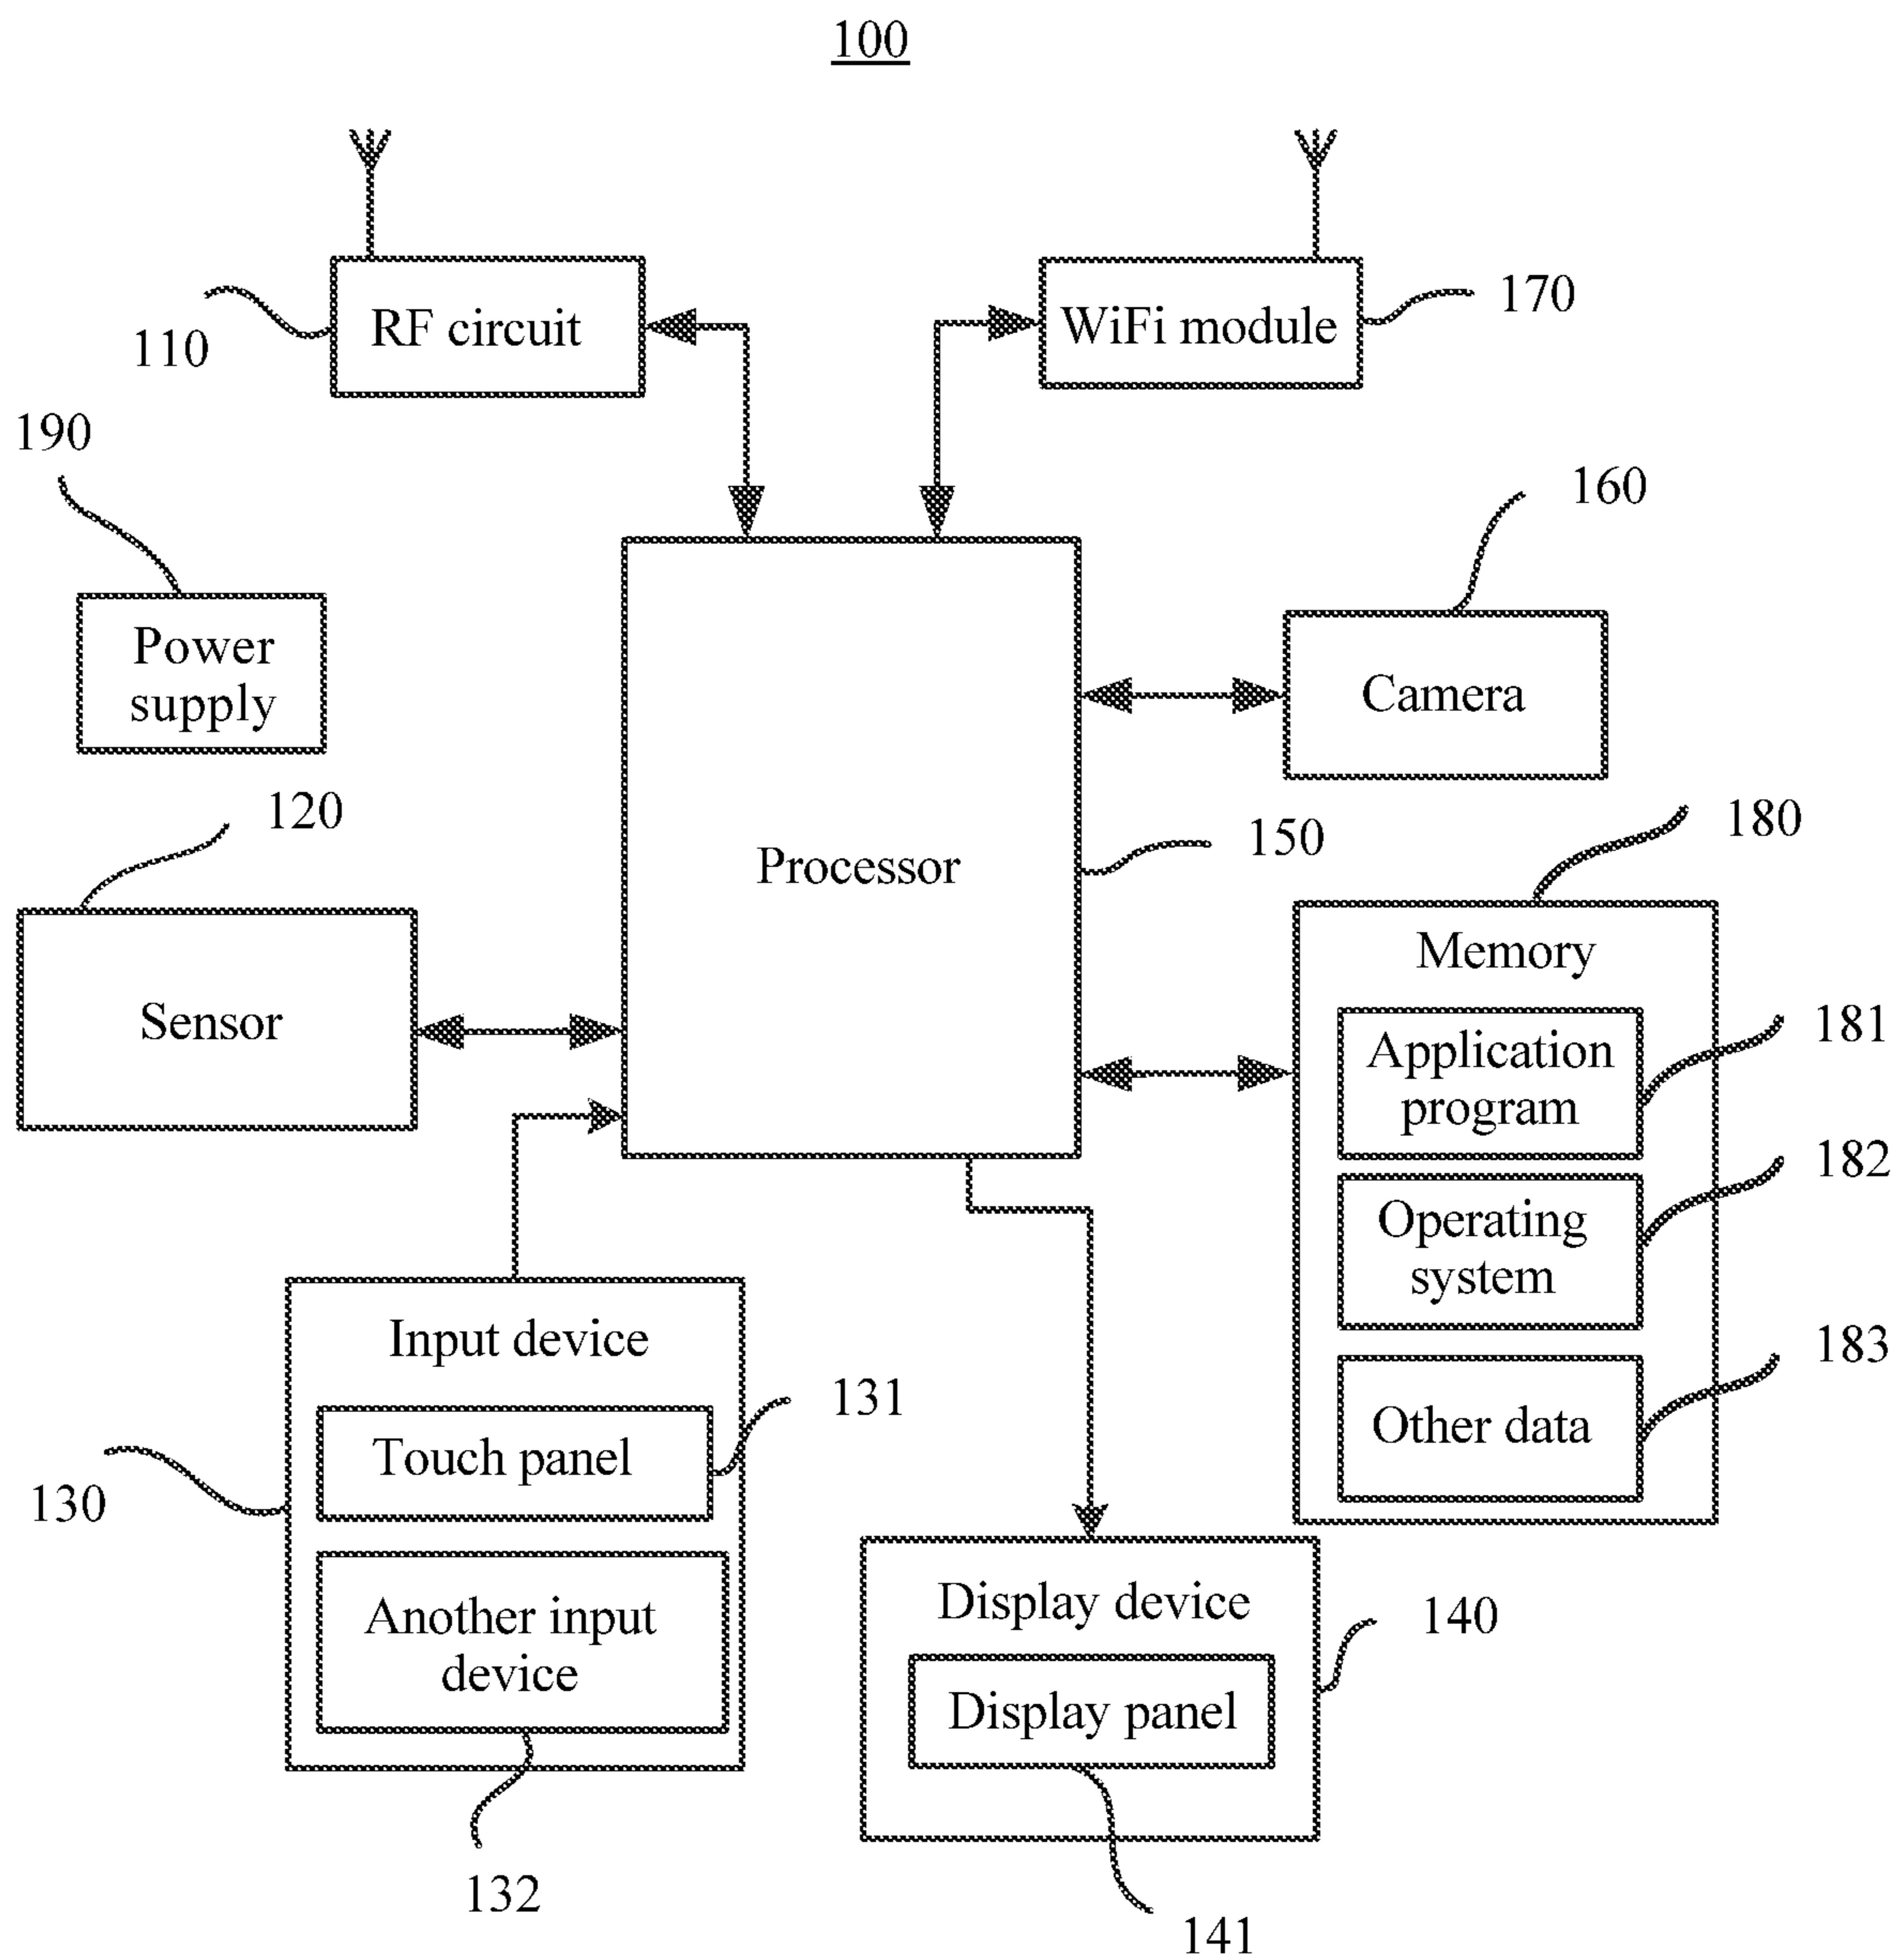 100
RF circuit
110
WiFi module
170
190
Power
supply
160
Camera
120
Sensor
Processor
150
180
Memory
Application
program
181
Operating
system
182
Other data
183
Input device
Touch panel
131
130
Another input
device
132
Display device
140
Display panel
141